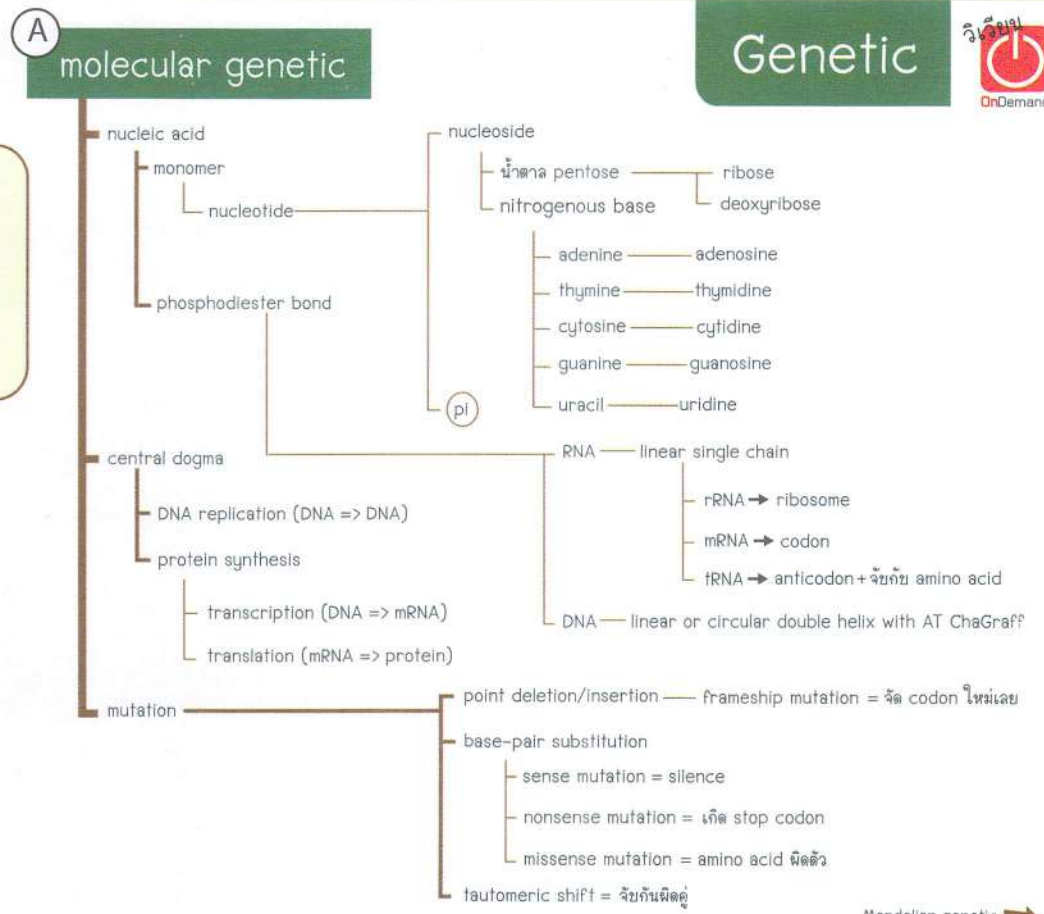 A
molecular genetic
Genetic
วิเวียน
OnDemand
nucleic acid
monomer
nucleotide
phosphodiester bond
nucleoside
น้ำตาล pentose
ribose
deoxyribose
nitrogenous base
adenine
adenosine
thymine
thymidine
cytosine
cytidine
guanine
guanosine
uracil
uridine
pi
RNA
linear single chain
rRNA → ribosome
mRNA → codon
tRNA → anticodon + จับกับ amino acid
DNA
linear or circular double helix with AT ChaGraff
central dogma
DNA replication (DNA => DNA)
protein synthesis
transcription (DNA => mRNA)
translation (mRNA => protein)
mutation
point deletion/insertion
frameship mutation = จัด codon ใหม่เลย
base-pair substitution
sense mutation = silence
nonsense mutation = เกิด stop codon
missense mutation = amino acid ผิดตัว
tautomeric shift = จับกันผิดคู่
Mendelian genetic →